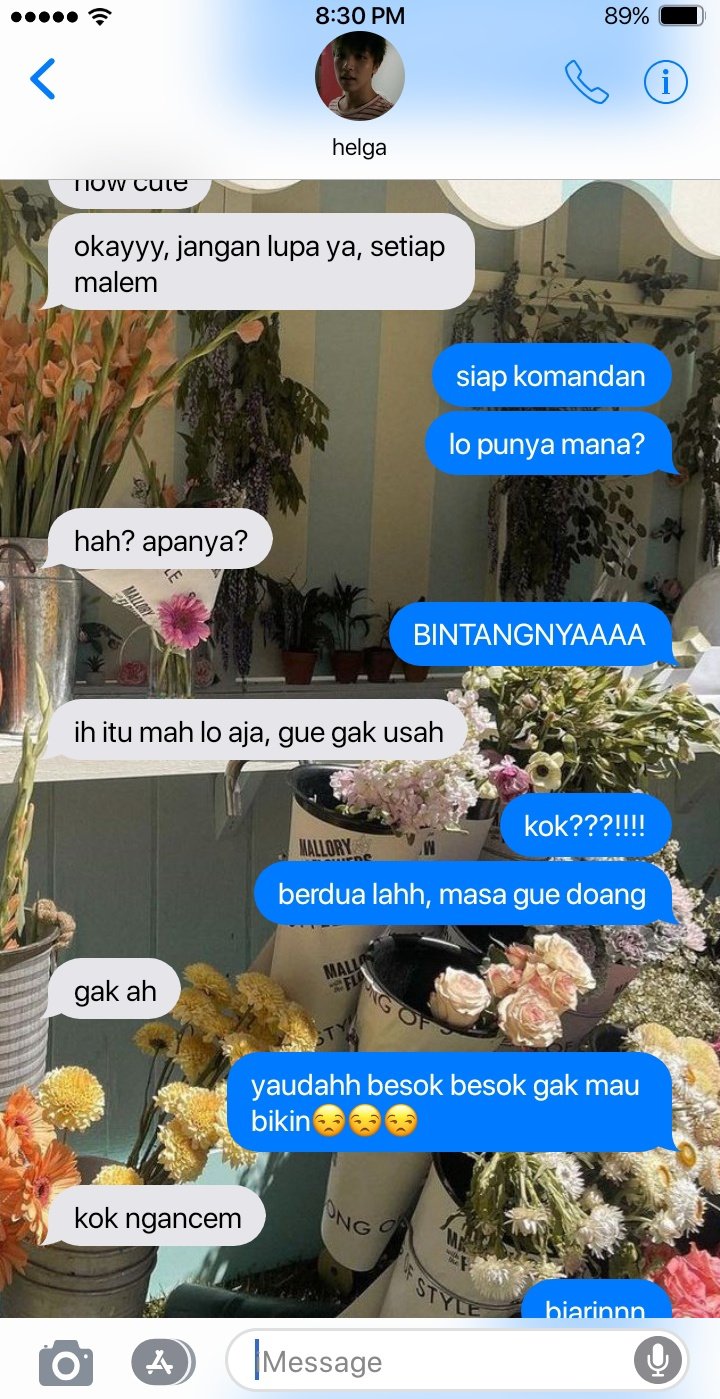 8:30 PM
89%
helga
how cute
okayyy, jangan lupa ya, setiap
malem
siap komandan
lo punya mana?
hah? apanya?
BINTANGNYAAAA
ih itu mah lo aja, gue gak usah
kok???!!!!
berdua lahh, masa gue doang
gak ah
yaudahh besok besok gak mau
bikin😒😒😒
kok ngancem
biarinnn
Message
MALLORY
MALLORY
FLOWERS
STYLE